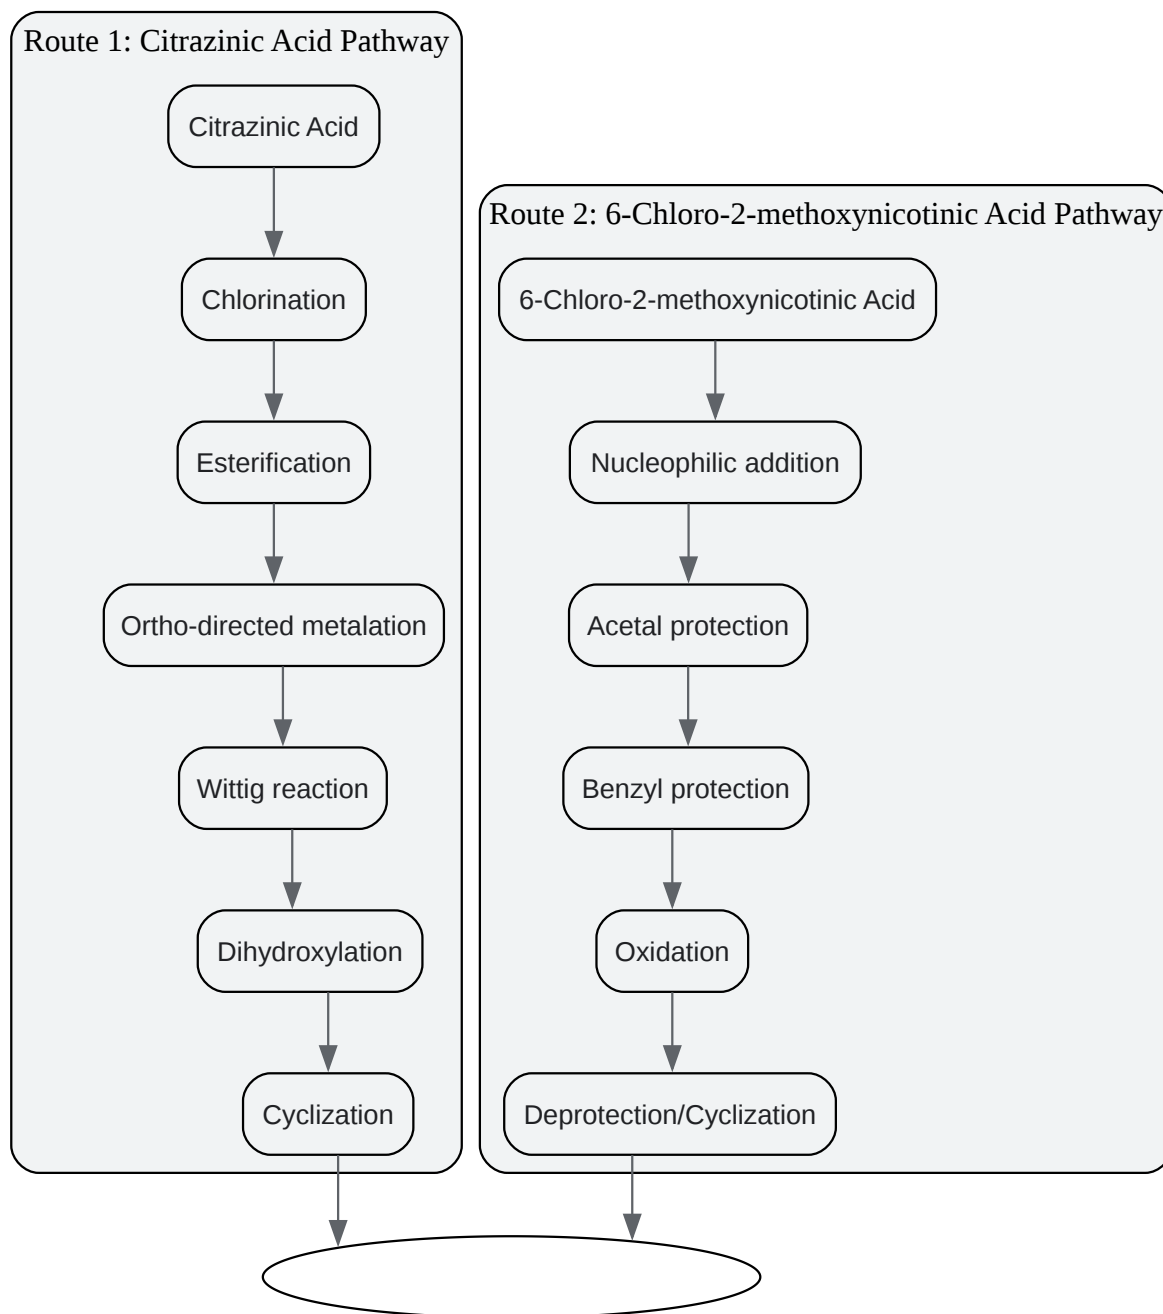 Route 1: Citrazinic Acid Pathway
Citrazinic Acid
Chlorination
Esterification
Ortho-directed metalation
Wittig reaction
Dihydroxylation
Cyclization
Route 2: 6-Chloro-2-methoxynicotinic Acid Pathway
6-Chloro-2-methoxynicotinic Acid
Nucleophilic addition
Acetal protection
Benzyl protection
Oxidation
Deprotection/Cyclization